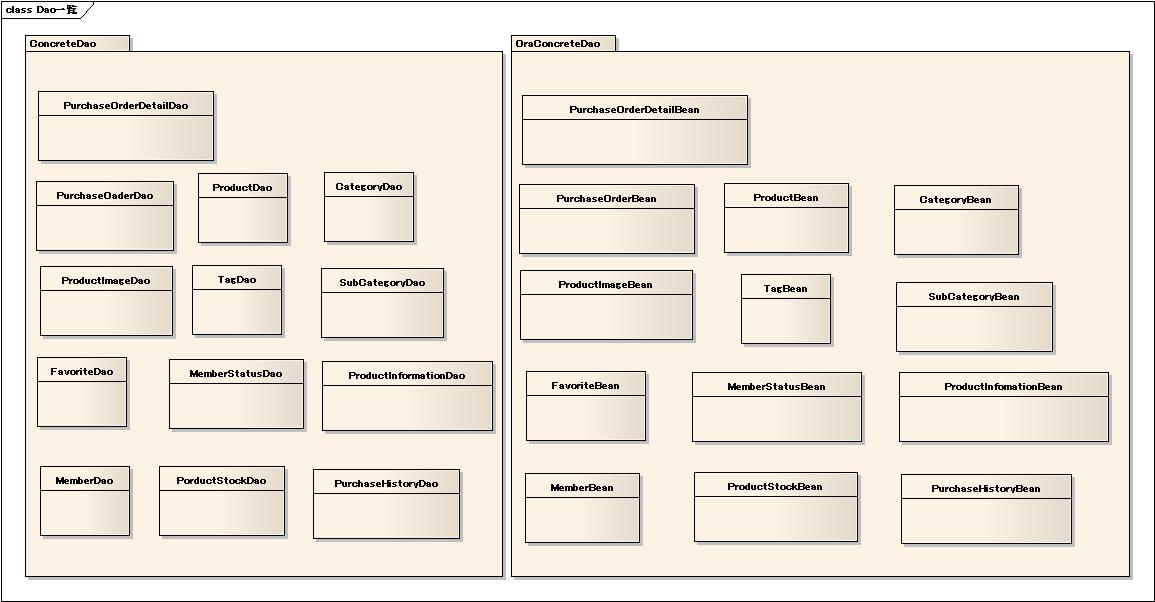 class Dao一覧
ConcreteDao
PurchaseOrderDetailDao
PurchaseOaderDao
ProductDao
CategoryDao
ProductImageDao
TagDao
SubCategoryDao
FavoriteDao
MemberStatusDao
ProductInformationDao
MemberDao
PorductStockDao
PurchaseHistoryDao
OraConcreteDao
PurchaseOrderDetailBean
PurchaseOrderBean
ProductBean
CategoryBean
ProductImageBean
TagBean
SubCategoryBean
FavoriteBean
MemberStatusBean
ProductInfomationBean
MemberBean
ProductStockBean
PurchaseHistoryBean